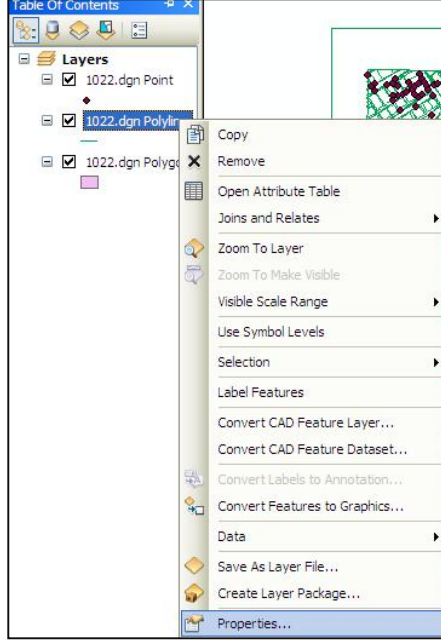 Table Of Contents
Layers
1022.dgn Point
1022.dgn Polylin
1022.dgn Polygo
Copy
Remove
Open Attribute Table
Joins and Relates
Zoom To Layer
Zoom To Make Visible
Visible Scale Range
Use Symbol Levels
Selection
Label Features
Convert CAD Feature Layer...
Convert CAD Feature Dataset...
Convert Labels to Annotation...
Convert Features to Graphics...
Data
Save As Layer File...
Create Layer Package...
Properties...